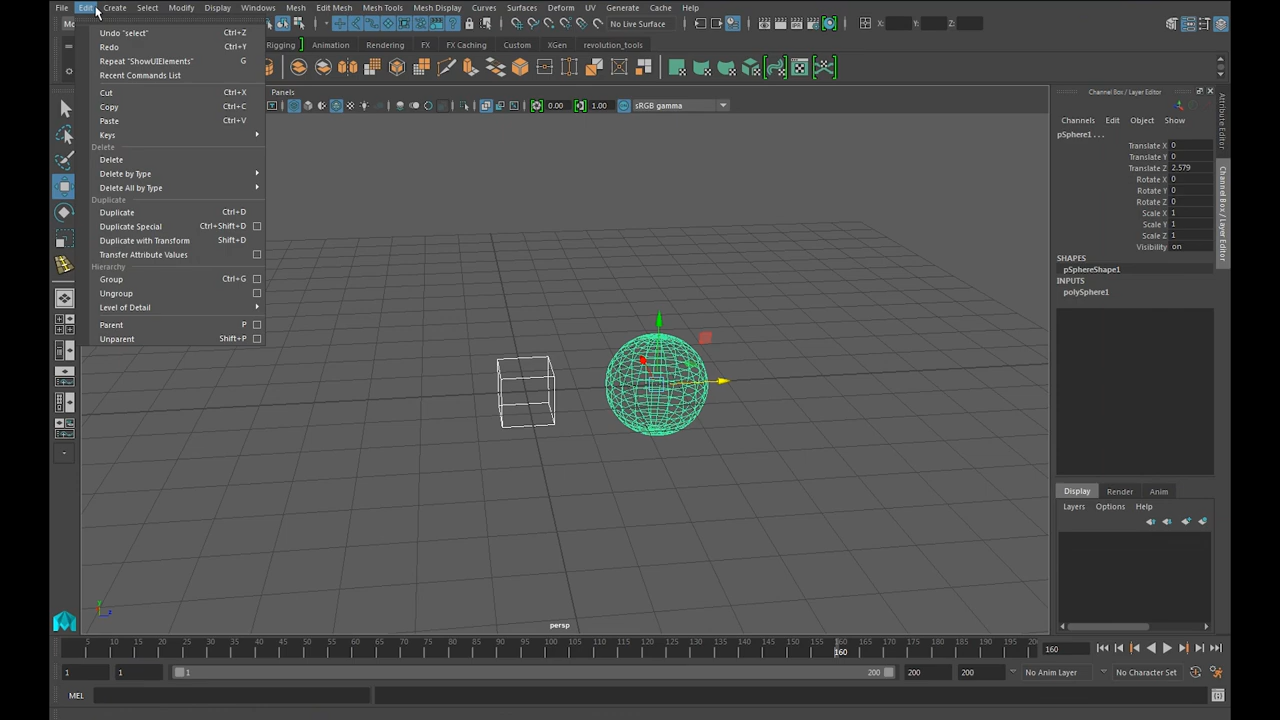 File Edit Create Select Modify Display Windows Mesh Edit Mesh Mesh Tools Mesh Display Curves Surfaces Deform UV Generate Cache Help
No Live Surface X: Y: Z:
Rigging Animation Rendering FX FX Caching Custom XGen revolution_tools
Undo "select" Ctrl+Z
Redo Ctrl+Y
Repeat "ShowUIElements" G
Recent Commands List
Cut Ctrl+X
Copy Ctrl+C
Paste Ctrl+V
Keys
Delete
Delete
Delete by Type
Delete All by Type
Duplicate
Duplicate Ctrl+D
Duplicate Special Ctrl+Shift+D
Duplicate with Transform Shift+D
Transfer Attribute Values
Hierarchy
Group Ctrl+G
Ungroup
Level of Detail
Parent P
Unparent Shift+P
Panels
0.00 1.00 sRGB gamma
persp
Channel Box / Layer Editor
Channels Edit Object Show
pSphere1 . . .
Translate X 0
Translate Y 0
Translate Z 2.579
Rotate X 0
Rotate Y 0
Rotate Z 0
Scale X 1
Scale Y 1
Scale Z 1
Visibility on
SHAPES
pSphereShape1
INPUTS
polySphere1
Display Render Anim
Layers Options Help
Attribute Editor
Channel Box / Layer Editor
5 10 15 20 25 30 35 40 45 50 55 60 65 70 75 80 85 90 95 100 105 110 115 120 125 130 135 140 145 150 155 160 165 170 175 180 185 190 195 160
160
1 1 1 200 200 200 No Anim Layer No Character Set
MEL